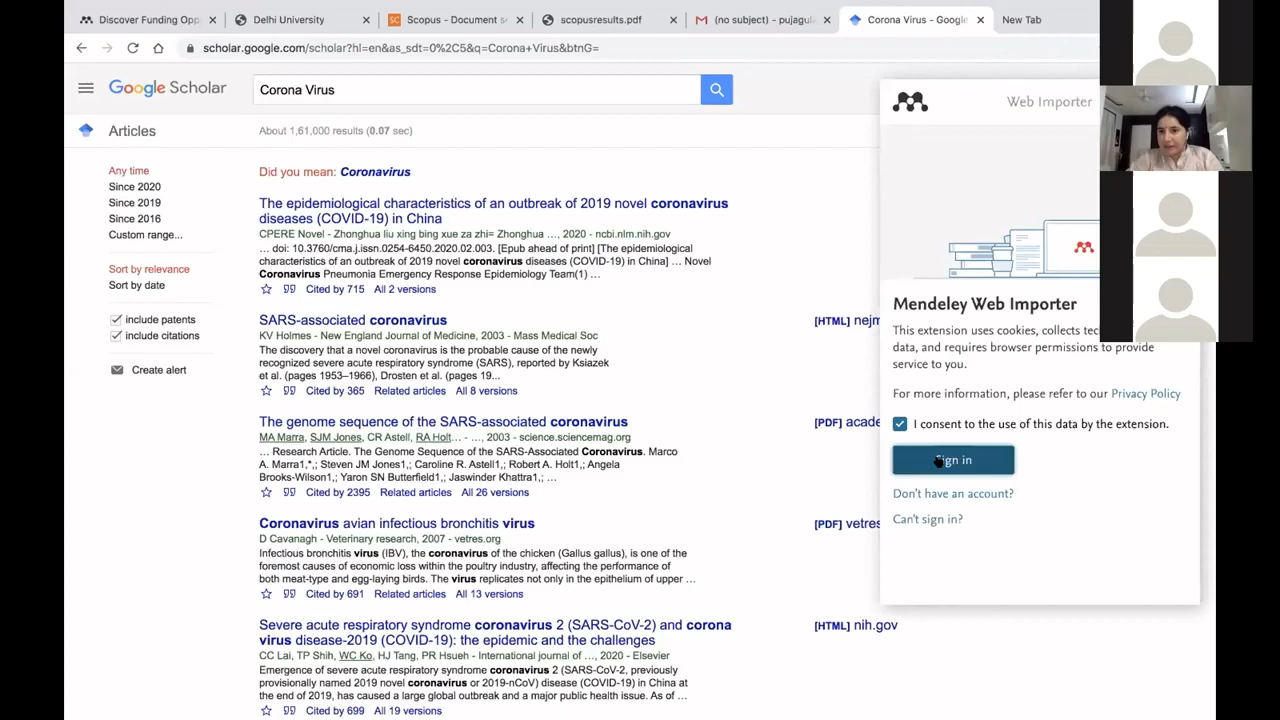 Discover Funding Opp
Delhi University
Scopus - Document s
scopusresults.pdf
(no subject) - pujagul
Corona Virus - Google
New Tab
scholar.google.com/scholar?hl=en&as_sdt=0%2C5&q=Corona+Virus&btnG=
Google Scholar
Corona Virus
Web Importer
Articles
About 1,61,000 results (0.07 sec)
Any time
Since 2020
Since 2019
Since 2016
Custom range...
Sort by relevance
Sort by date
include patents
include citations
Create alert
Did you mean: Coronavirus
The epidemiological characteristics of an outbreak of 2019 novel coronavirus
diseases (COVID-19) in China
CPERE Novel - Zhonghua liu xing bing xue za zhi= Zhonghua …, 2020 - ncbi.nlm.nih.gov
... doi: 10.3760/cma.j.issn.0254-6450.2020.02.003. [Epub ahead of print] [The epidemiological
characteristics of an outbreak of 2019 novel coronavirus diseases (COVID-19) in China] ... Novel
Coronavirus Pneumonia Emergency Response Epidemiology Team(1) …
Cited by 715 All 2 versions
SARS-associated coronavirus
[HTML] nejm
KV Holmes - New England Journal of Medicine, 2003 - Mass Medical Soc
The discovery that a novel coronavirus is the probable cause of the newly
recognized severe acute respiratory syndrome (SARS), reported by Ksiazek
et al. (pages 1953–1966), Drosten et al. (pages 19...
Cited by 365 Related articles All 8 versions
The genome sequence of the SARS-associated coronavirus
[PDF] acade
MA Marra, SJM Jones, CR Astell, RA Holt… - …, 2003 - science.sciencemag.org
... Research Article. The Genome Sequence of the SARS-Associated Coronavirus. Marco
A. Marra1,*,; Steven JM Jones1,; Caroline R. Astell1,; Robert A. Holt1,; Angela
Brooks-Wilson1,; Yaron SN Butterfield1,; Jaswinder Khattra1,; …
Cited by 2395 Related articles All 26 versions
Coronavirus avian infectious bronchitis virus
[PDF] vetres
D Cavanagh - Veterinary research, 2007 - vetres.org
Infectious bronchitis virus (IBV), the coronavirus of the chicken (Gallus gallus), is one of the
foremost causes of economic loss within the poultry industry, affecting the performance of
both meat-type and egg-laying birds. The virus replicates not only in the epithelium of upper …
Cited by 691 Related articles All 13 versions
Severe acute respiratory syndrome coronavirus 2 (SARS-CoV-2) and corona
virus disease-2019 (COVID-19): the epidemic and the challenges
[HTML] nih.gov
CC Lai, TP Shih, WC Ko, HJ Tang, PR Hsueh - International journal of …, 2020 - Elsevier
Emergence of severe acute respiratory syndrome coronavirus 2 (SARS-CoV-2, previously
provisionally named 2019 novel coronavirus or 2019-nCoV) disease (COVID-19) in China at
the end of 2019, has caused a large global outbreak and a major public health issue. As of …
Cited by 699 All 19 versions
Mendeley Web Importer
This extension uses cookies, collects tec
data, and requires browser permissions to provide
service to you.
For more information, please refer to our Privacy Policy
I consent to the use of this data by the extension.
Sign in
Don't have an account?
Can't sign in?